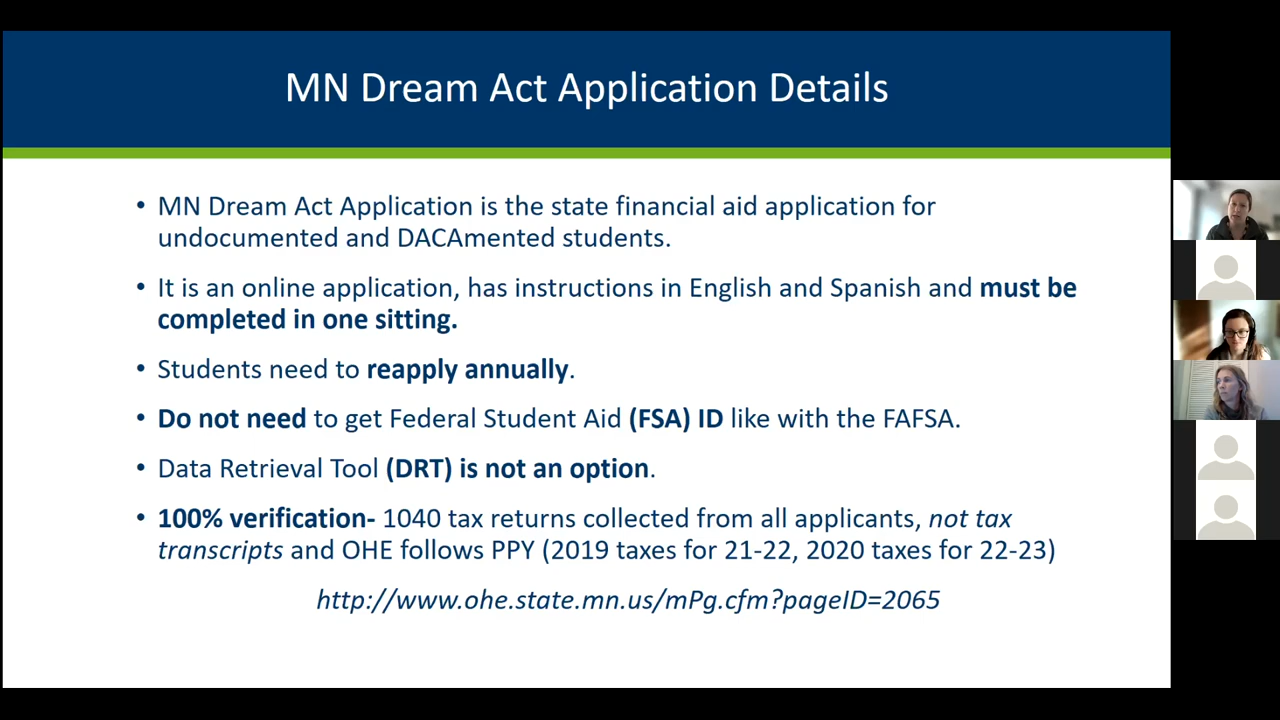 MN Dream Act Application Details
• MN Dream Act Application is the state financial aid application for
undocumented and DACAmented students.
• It is an online application, has instructions in English and Spanish and must be
completed in one sitting.
• Students need to reapply annually.
• Do not need to get Federal Student Aid (FSA) ID like with the FAFSA.
• Data Retrieval Tool (DRT) is not an option.
• 100% verification- 1040 tax returns collected from all applicants, not tax
transcripts and OHE follows PPY (2019 taxes for 21-22, 2020 taxes for 22-23)
http://www.ohe.state.mn.us/mPg.cfm?pageID=2065